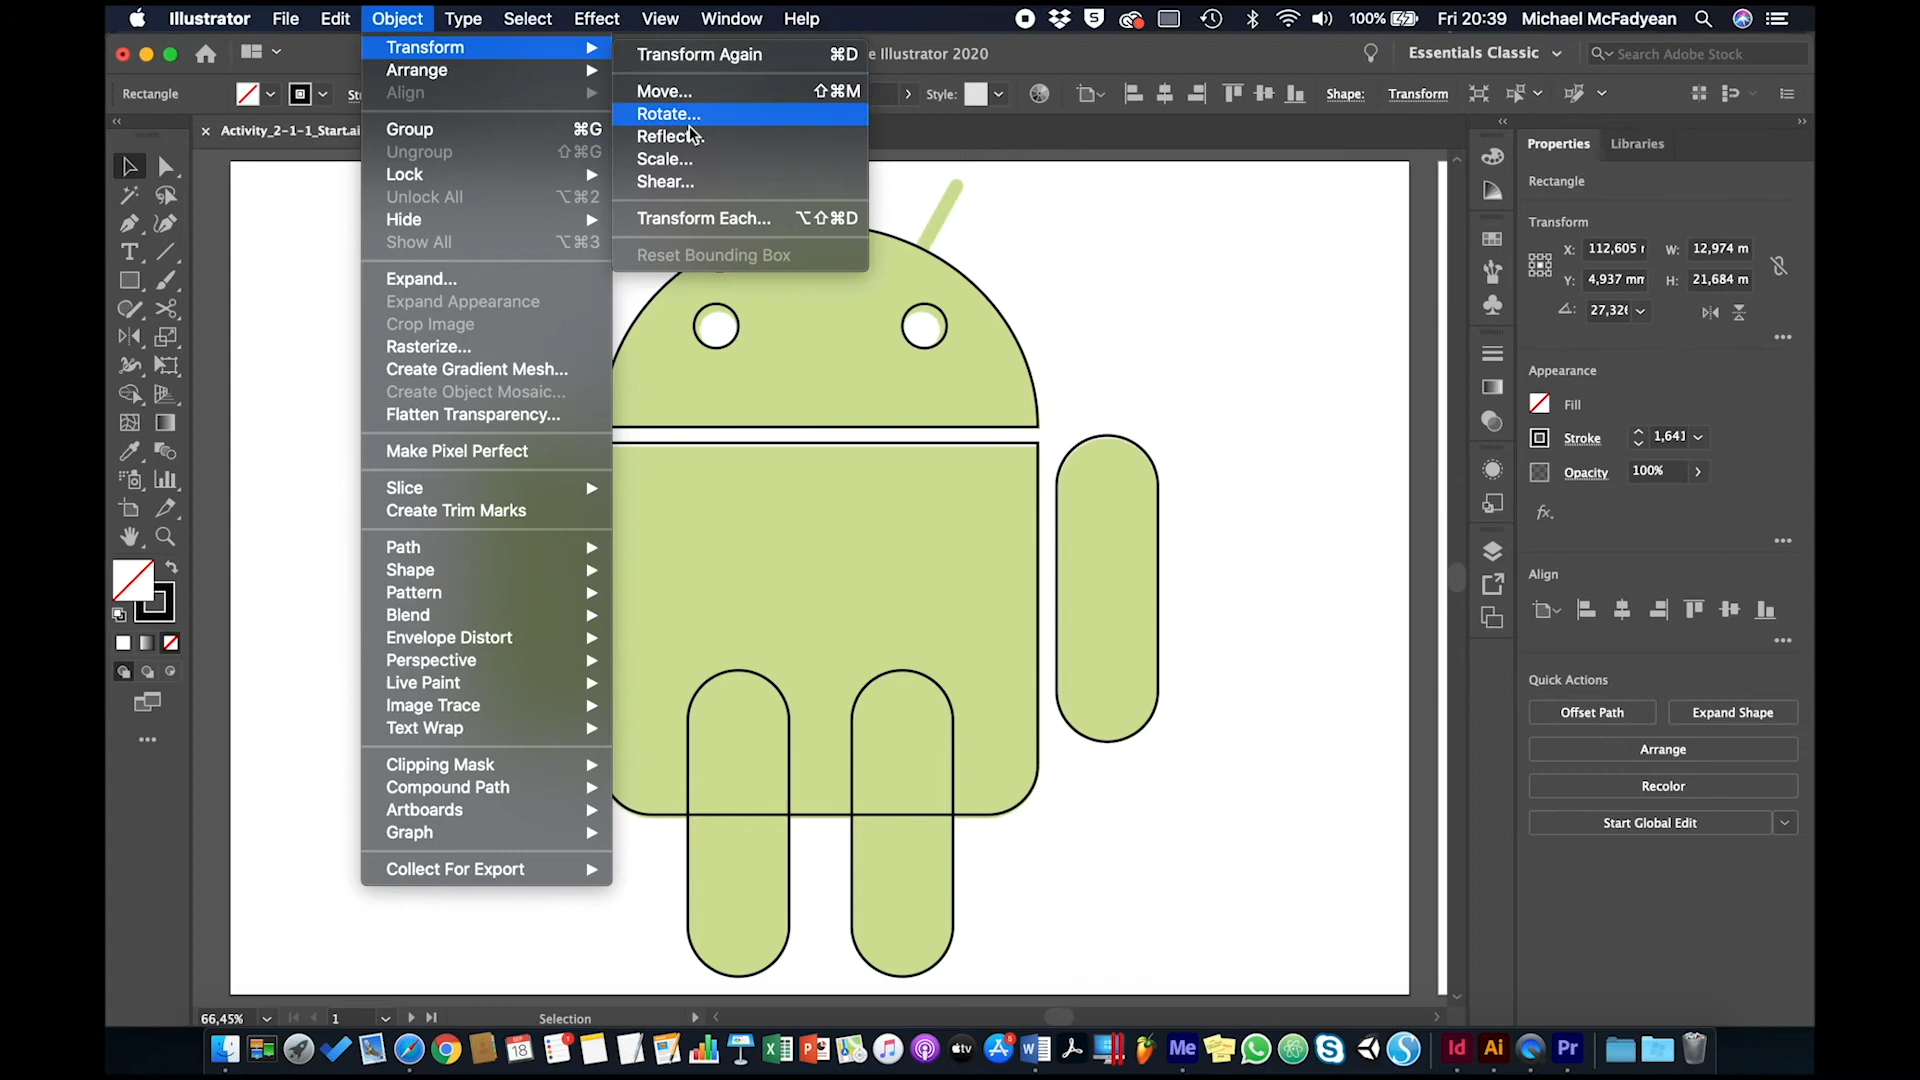 Illustrator File Edit Object Type Select Effect View Window Help 100% Fri 20:39 Michael McFadyean
e Illustrator 2020 Essentials Classic Search Adobe Stock
Rectangle Style: Shape: Transform
Activity_2-1-1_Start.ai
Transform
Arrange
Align
Group ⌘G
Ungroup ⇧⌘G
Lock
Unlock All ⌥⌘2
Hide
Show All ⌥⌘3
Expand...
Expand Appearance
Crop Image
Rasterize...
Create Gradient Mesh...
Create Object Mosaic...
Flatten Transparency...
Make Pixel Perfect
Slice
Create Trim Marks
Path
Shape
Pattern
Blend
Envelope Distort
Perspective
Live Paint
Image Trace
Text Wrap
Clipping Mask
Compound Path
Artboards
Graph
Collect For Export
Transform Again ⌘D
Move... ⇧⌘M
Rotate...
Reflect...
Scale...
Shear...
Transform Each... ⌥⇧⌘D
Reset Bounding Box
Properties Libraries
Rectangle
Transform
X: 112,605 W: 12,974 m
Y: 4,937 mm H: 21,684 m
27,326
Appearance
Fill
Stroke 1,641
Opacity 100%
fx
Align
Quick Actions
Offset Path Expand Shape
Arrange
Recolor
Start Global Edit
66,45% 1 Selection
SEP
18
tv
Me
Id
Ai
Pr